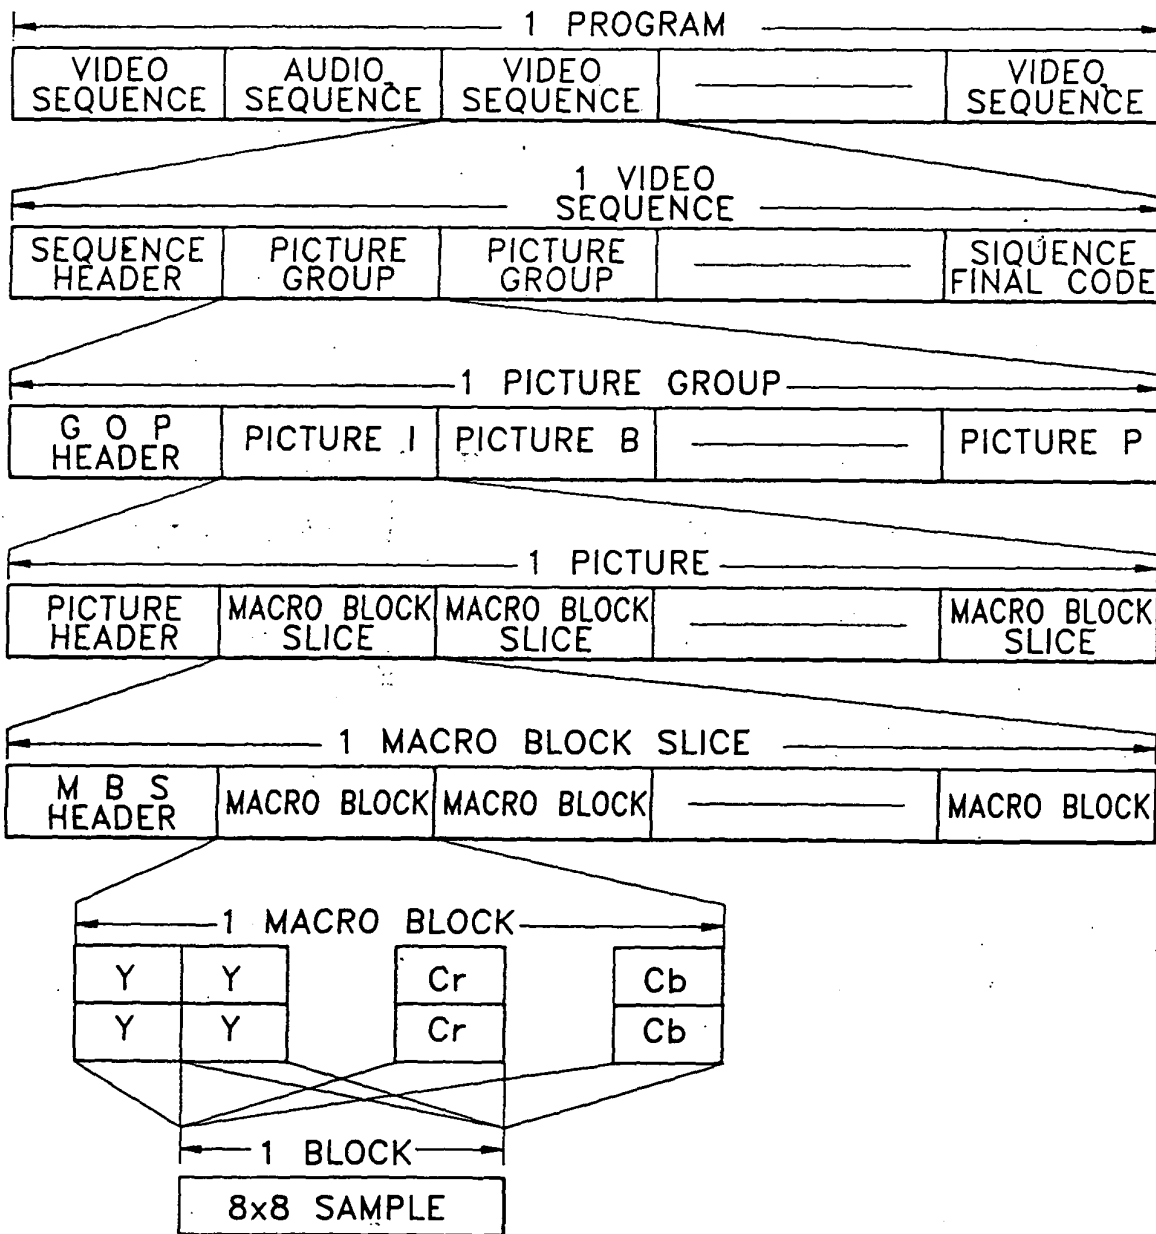 1 PROGRAM
VIDEO SEQUENCE
AUDIO SEQUENCE
VIDEO SEQUENCE
VIDEO SEQUENCE
1 VIDEO SEQUENCE
SEQUENCE HEADER
PICTURE GROUP
PICTURE GROUP
SIQUENCE FINAL CODE
1 PICTURE GROUP
G O P HEADER
PICTURE I
PICTURE B
PICTURE P
1 PICTURE
PICTURE HEADER
MACRO BLOCK SLICE
MACRO BLOCK SLICE
MACRO BLOCK SLICE
1 MACRO BLOCK SLICE
M B S HEADER
MACRO BLOCK
MACRO BLOCK
MACRO BLOCK
1 MACRO BLOCK
Y Y Cr Cb
Y Y Cr Cb
1 BLOCK
8x8 SAMPLE